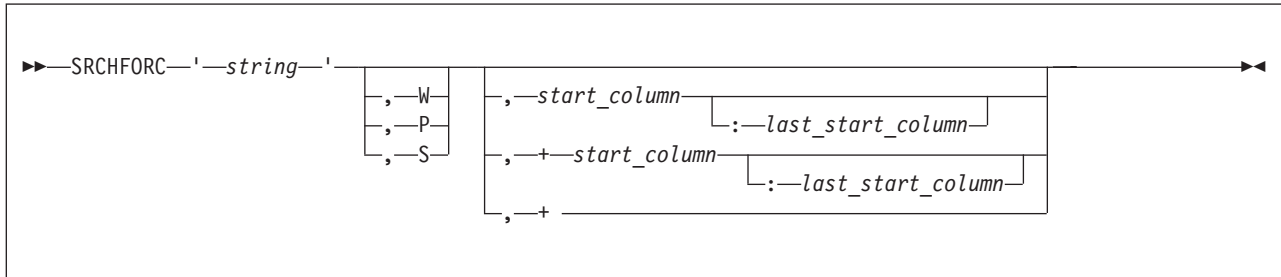 ►►—SRCHFORC—'—string—'
,—W
,—P
,—S
,—start_column
:—last_start_column
,—+—start_column
:—last_start_column
,—+
►◄